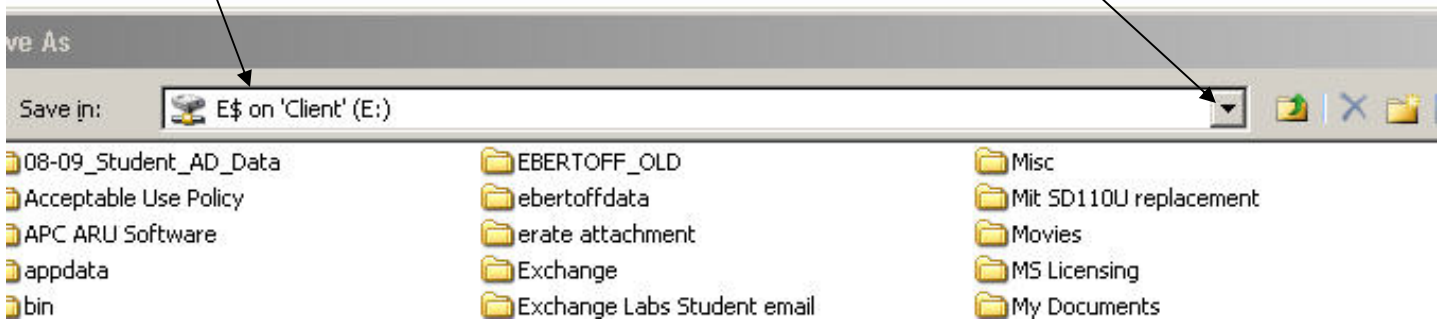 ve As
Save in: E$ on 'Client' (E:)
08-09_Student_AD_Data EBERTOFF_OLD Misc
Acceptable Use Policy ebertoffdata Mit SD110U replacement
APC ARU Software erate attachment Movies
appdata Exchange MS Licensing
bin Exchange Labs Student email My Documents